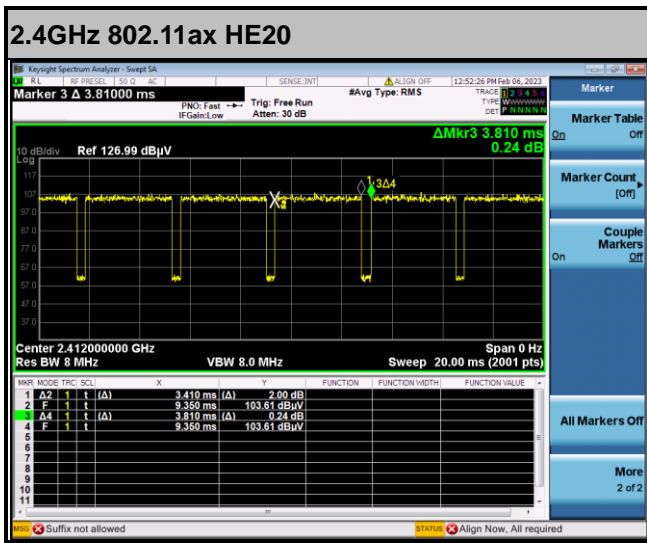 2.4GHz 802.11ax HE20
Keysight Spectrum Analyzer - Swept SA
RL RF PRESEL 50 Ω AC SENSE:INT ALIGN OFF 12:52:26 PM Feb 06, 2023
Marker 3 Δ 3.81000 ms
PNO: Fast Trig: Free Run
IFGain:Low Atten: 30 dB
#Avg Type: RMS
TRACE 1 2 3 4 5 6
TYPE WWWWWW
DET P N N N N N
ΔMkr3 3.810 ms
0.24 dB
10 dB/div Ref 126.99 dBµV
Log
117
107
97.0
87.0
77.0
67.0
57.0
47.0
37.0
1
3Δ4
Center 2.412000000 GHz Span 0 Hz
Res BW 8 MHz VBW 8.0 MHz Sweep 20.00 ms (2001 pts)
MKR MODE TRC SCL X Y FUNCTION FUNCTION WIDTH FUNCTION VALUE
1 Δ2 1 t (Δ) 3.410 ms (Δ) 2.00 dB
2 F 1 t 9.350 ms 103.61 dBµV
3 Δ4 1 t (Δ) 3.810 ms (Δ) 0.24 dB
4 F 1 t 9.350 ms 103.61 dBµV
5
6
7
8
9
10
11
MSG Suffix not allowed STATUS Align Now, All required
Marker
Marker Table
On Off
Marker Count
[Off]
Couple
Markers
On Off
All Markers Off
More
2 of 2